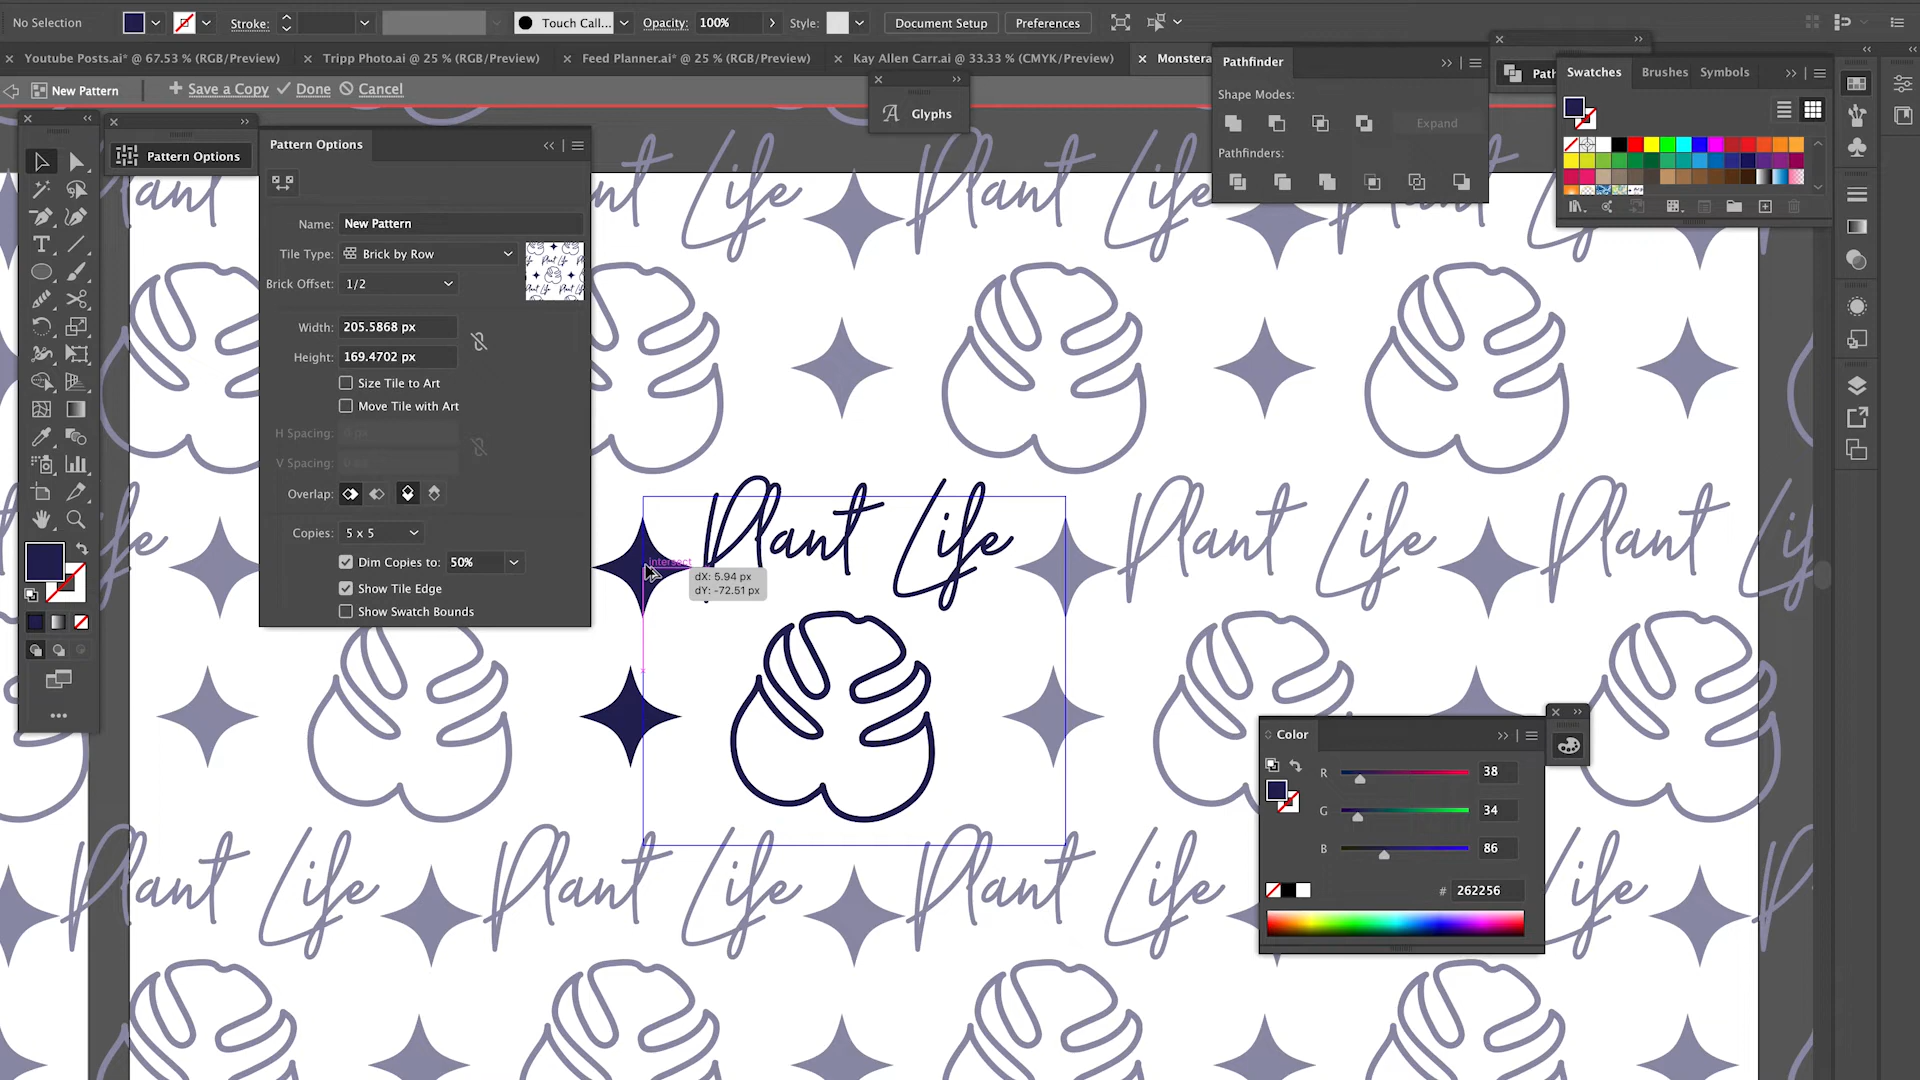 No Selection
Stroke:
Touch Call...
Opacity: 100%
Style:
Document Setup
Preferences
Youtube Posts.ai* @ 67.53 % (RGB/Preview)
Tripp Photo.ai @ 25 % (RGB/Preview)
Feed Planner.ai* @ 25 % (RGB/Preview)
Kay Allen Carr.ai @ 33.33 % (CMYK/Preview)
Monstera
New Pattern
+ Save a Copy
Done
Cancel
Glyphs
Pathfinder
Shape Modes:
Expand
Pathfinders:
Path
Swatches
Brushes
Symbols
Pattern Options
Pattern Options
Name: New Pattern
Tile Type: Brick by Row
Brick Offset: 1/2
Width: 205.5868 px
Height: 169.4702 px
Size Tile to Art
Move Tile with Art
H Spacing: 0 px
V Spacing:
Overlap:
Copies: 5 x 5
Dim Copies to: 50%
Show Tile Edge
Show Swatch Bounds
Plant Life
Plant Life
Plant Life
Plant Life
Plant Life
intersect
dX: 5.94 px
dY: -72.51 px
Plant Life
Plant Life
Plant Life
Color
R 38
G 34
B 86
# 262256